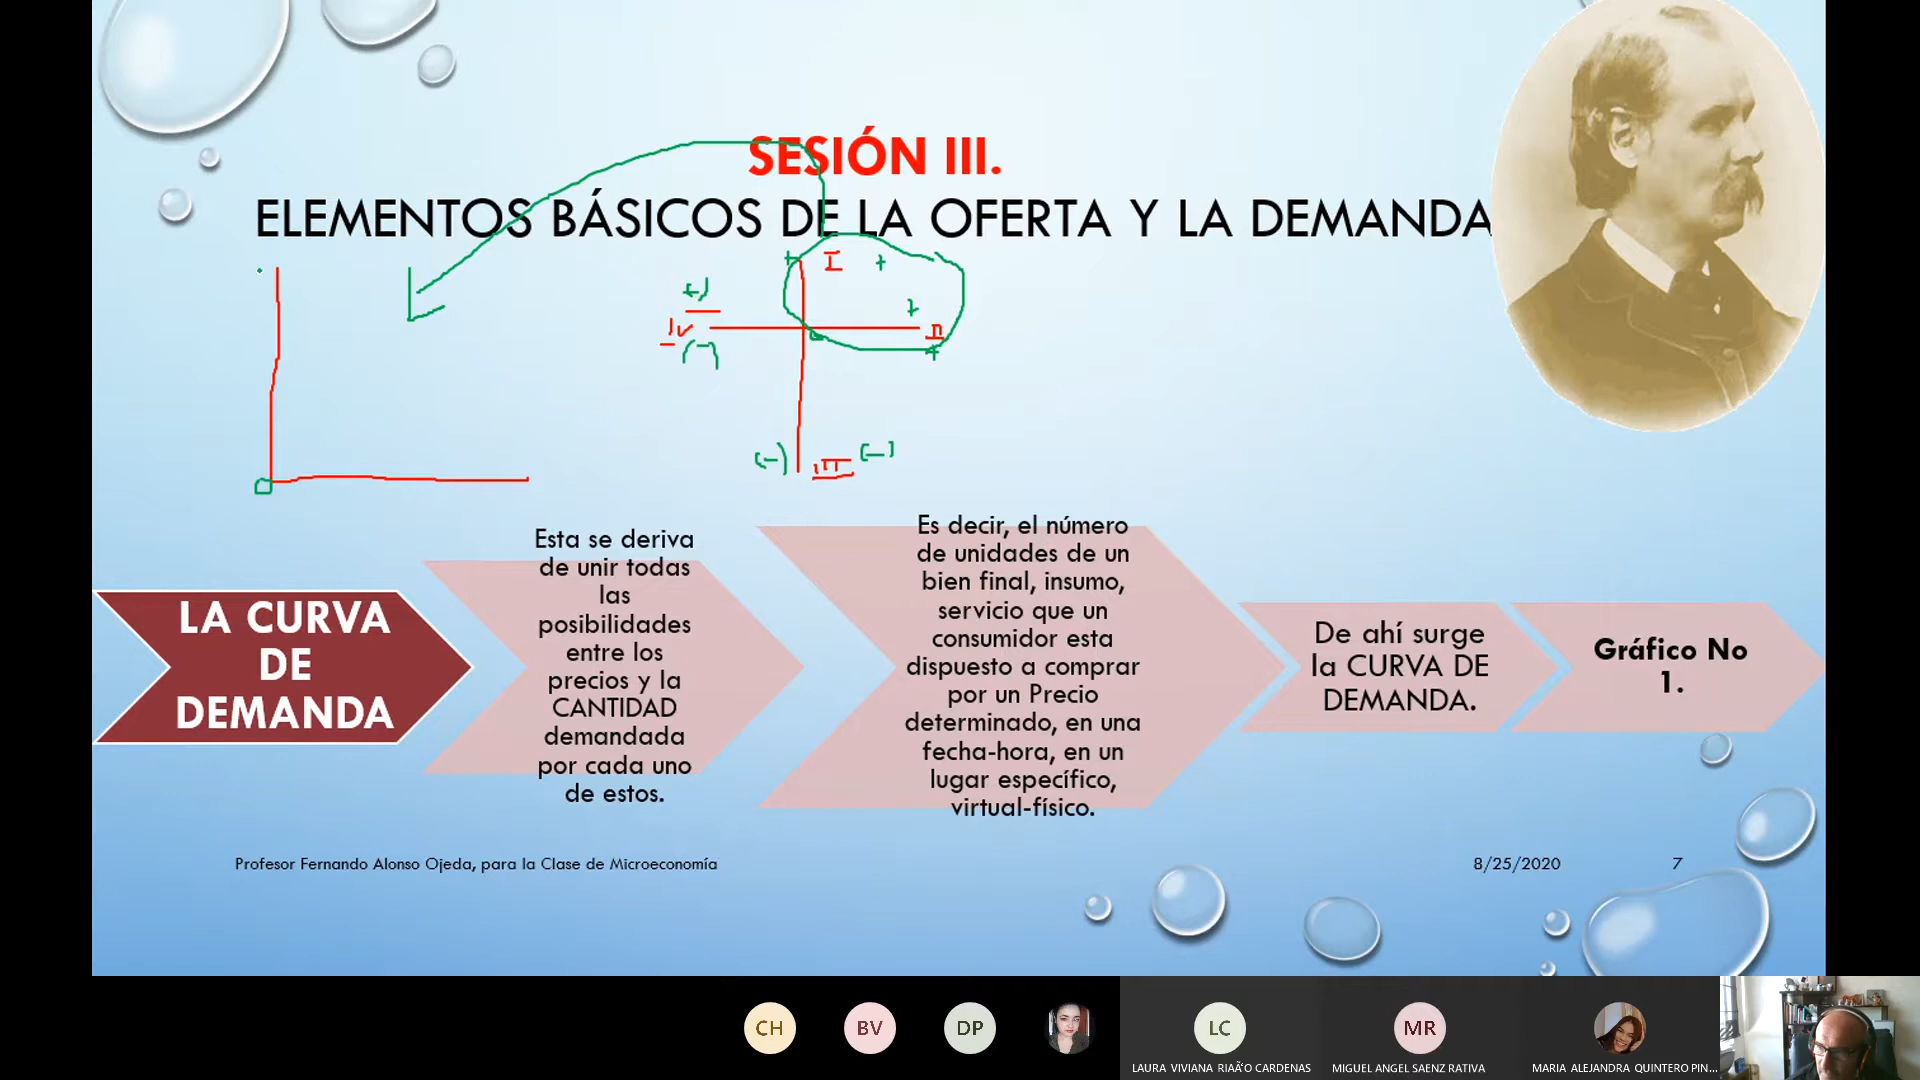 SESIÓN III.
ELEMENTOS BÁSICOS DE LA OFERTA Y LA DEMANDA
+ I +
(+)
+
IV
II
(-)
+
(-) III (-)
LA CURVA
DE
DEMANDA
Esta se deriva
de unir todas
las
posibilidades
entre los
precios y la
CANTIDAD
demandada
por cada uno
de estos.
Es decir, el número
de unidades de un
bien final, insumo,
servicio que un
consumidor esta
dispuesto a comprar
por un Precio
determinado, en una
fecha-hora, en un
lugar específico,
virtual-físico.
De ahí surge
la CURVA DE
DEMANDA.
Gráfico No
1.
Profesor Fernando Alonso Ojeda, para la Clase de Microeconomía
8/25/2020
7
CH
BV
DP
LC
MR
LAURA VIVIANA RIAÃ'O CARDENAS
MIGUEL ANGEL SAENZ RATIVA
MARIA ALEJANDRA QUINTERO PIN...